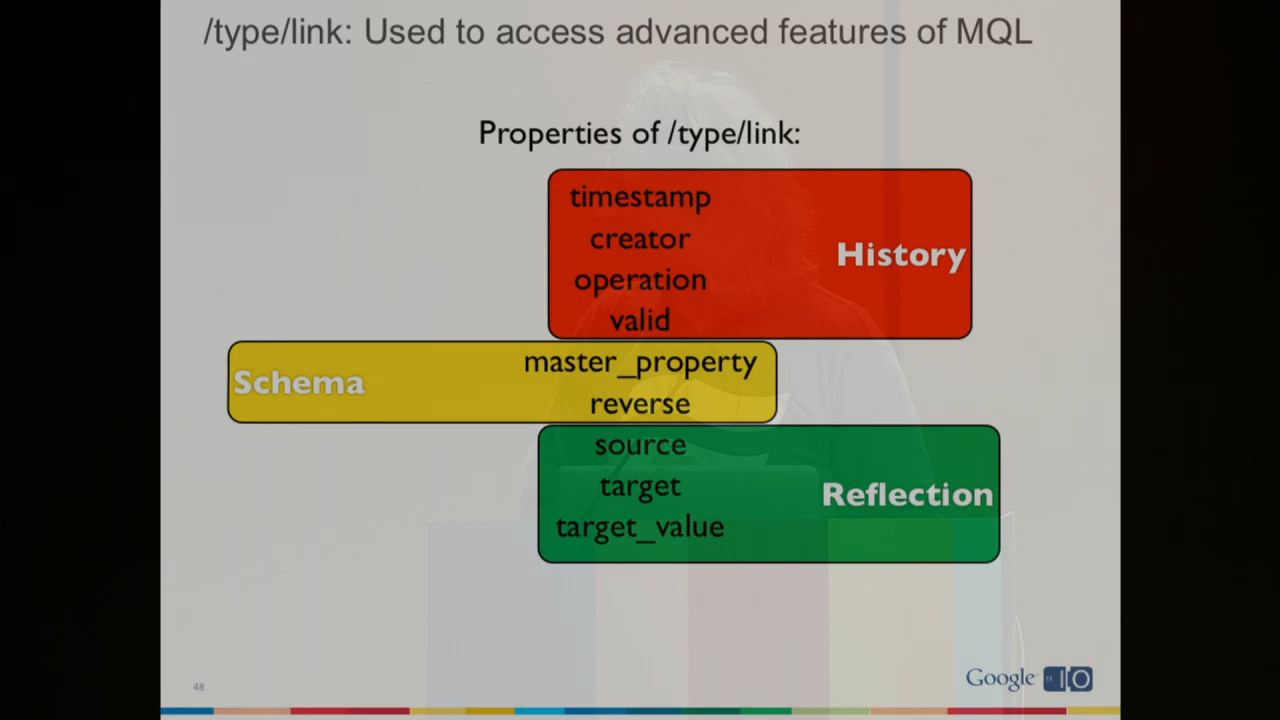 /type/link: Used to access advanced features of MQL
Properties of /type/link:
timestamp
creator
operation
valid
History
master_property
reverse
Schema
source
target
target_value
Reflection
48
Google IO